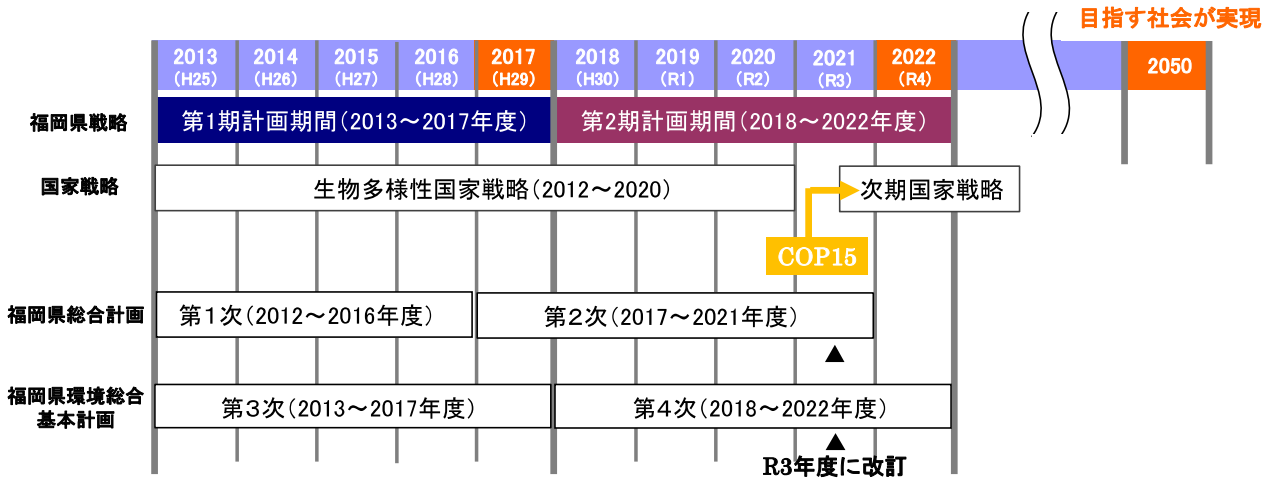 目指す社会が実現
2013 2014 2015 2016 2017 2018 2019 2020 2021 2022 2050
(H25) (H26) (H27) (H28) (H29) (H30) (R1) (R2) (R3) (R4)
福岡県戦略 第1期計画期間(2013～2017年度) 第2期計画期間(2018～2022年度)
国家戦略 生物多様性国家戦略(2012～2020) 次期国家戦略
COP15
福岡県総合計画 第１次(2012～2016年度) 第２次(2017～2021年度)
▲
福岡県環境総合
基本計画 第３次(2013～2017年度) 第４次(2018～2022年度)
▲
R3年度に改訂